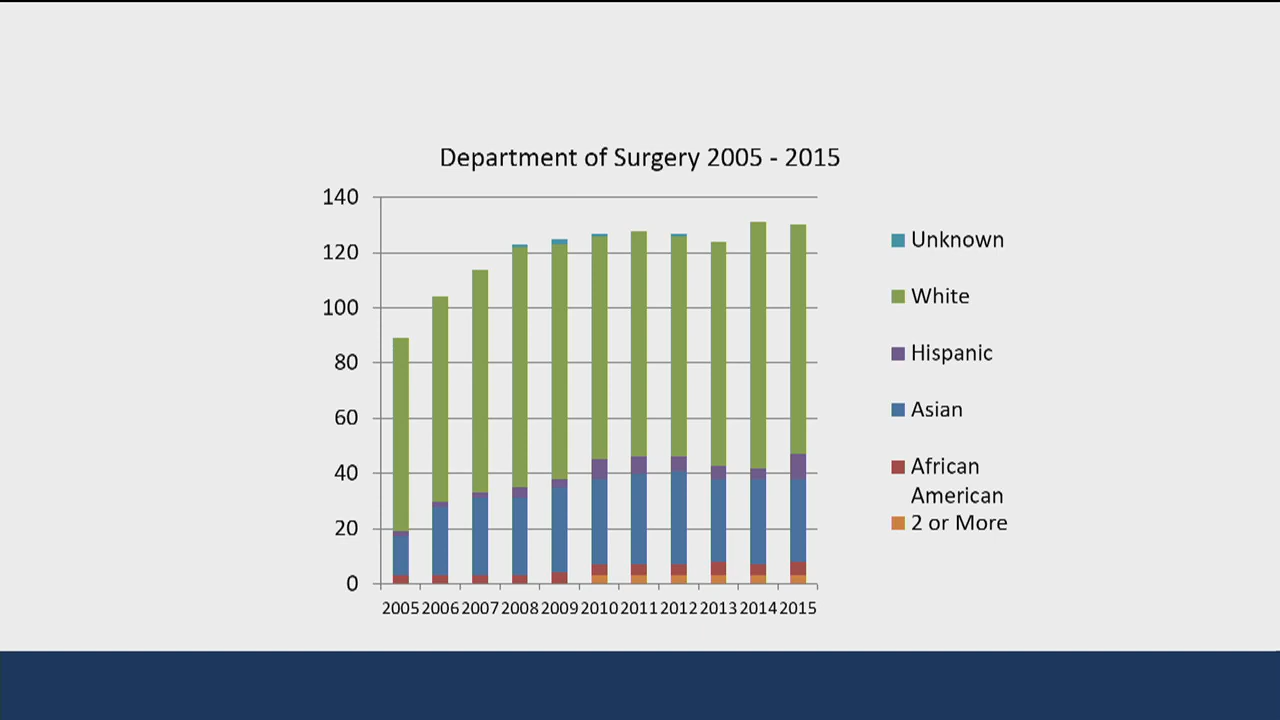 Department of Surgery 2005 - 2015
140
120
100
80
60
40
20
0
2005 2006 2007 2008 2009 2010 2011 2012 2013 2014 2015
Unknown
White
Hispanic
Asian
African
American
2 or More